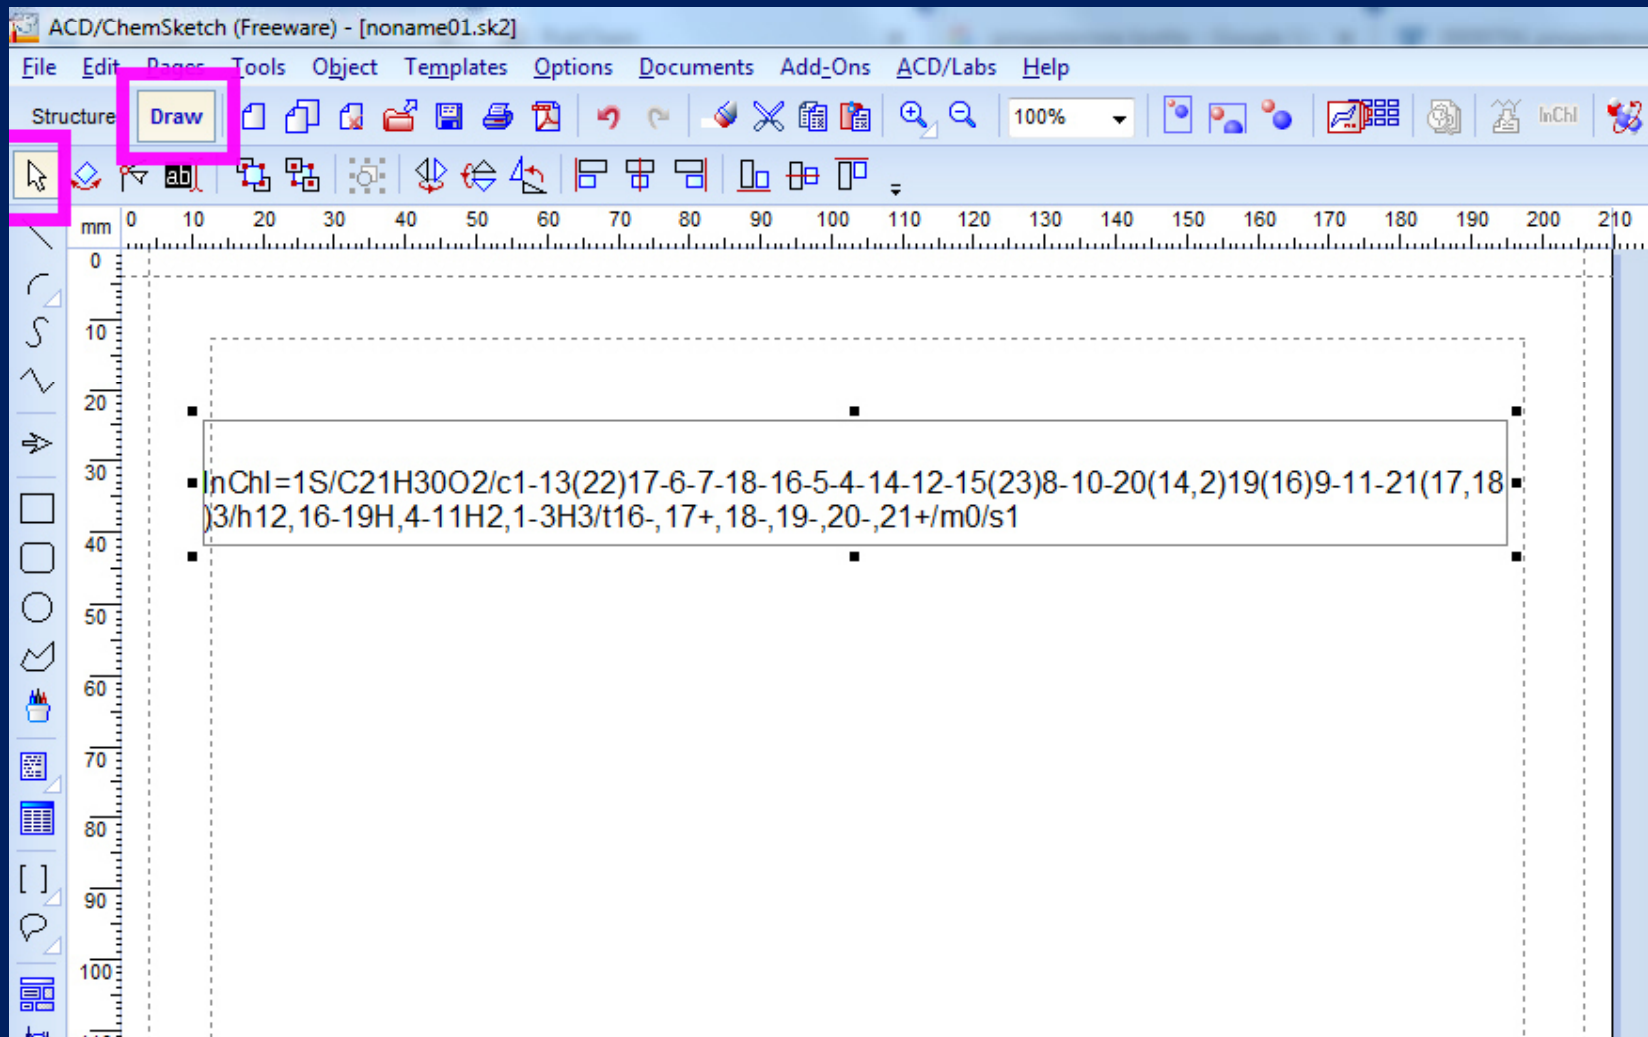 ACD/ChemSketch (Freeware) - [noname01.sk2]
File Edit Pages Tools Object Templates Options Documents Add-Ons ACD/Labs Help
Structure Draw 100% InChI
ab
mm 0 10 20 30 40 50 60 70 80 90 100 110 120 130 140 150 160 170 180 190 200 210
0
10
20
30
40
50
60
70
80
90
100
InChI=1S/C21H30O2/c1-13(22)17-6-7-18-16-5-4-14-12-15(23)8-10-20(14,2)19(16)9-11-21(17,18
)3/h12,16-19H,4-11H2,1-3H3/t16-,17+,18-,19-,20-,21+/m0/s1